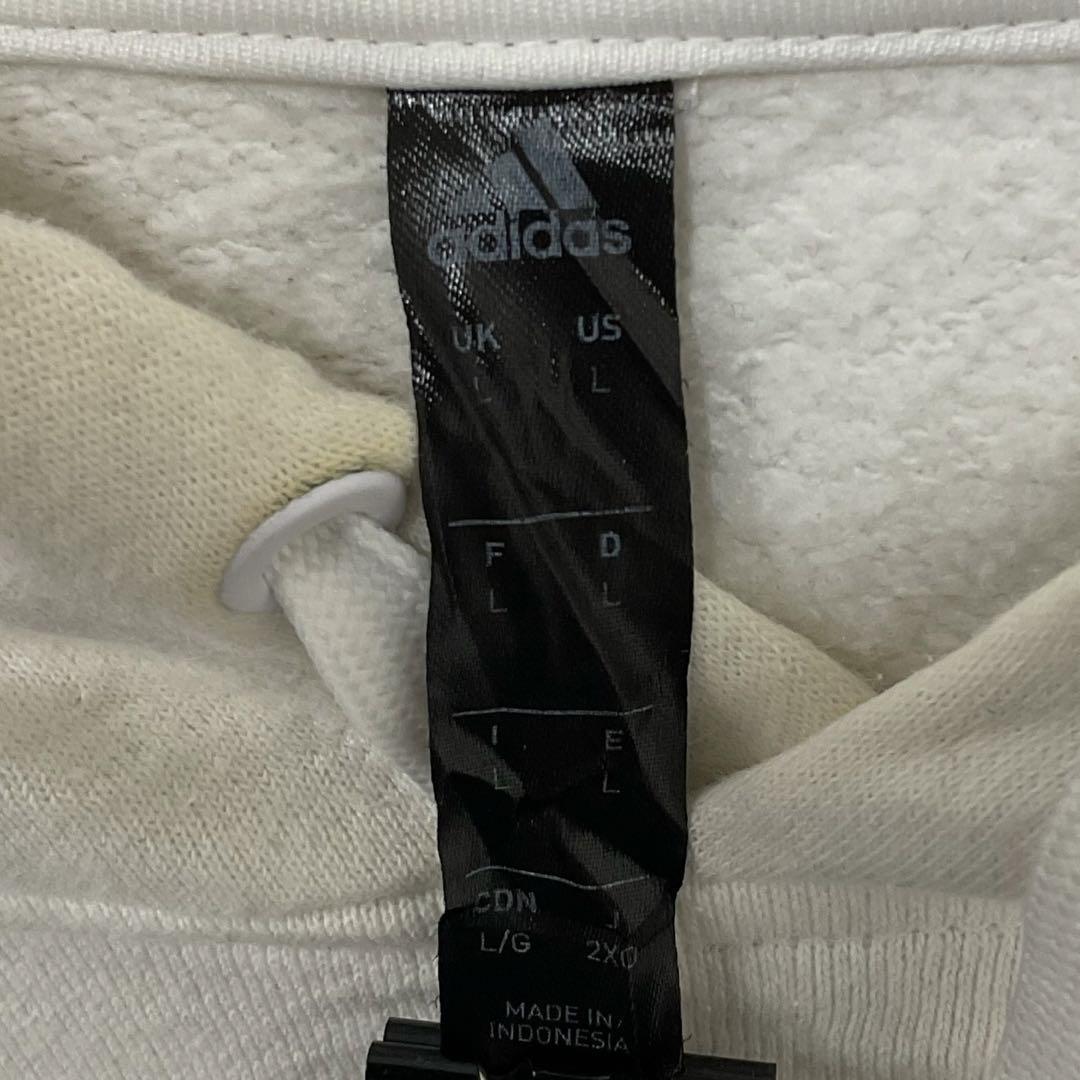 adidas
UK US
L L
F D
L L
I E
L L
CDN J
L/G 2XO
MADE IN
INDONESIA